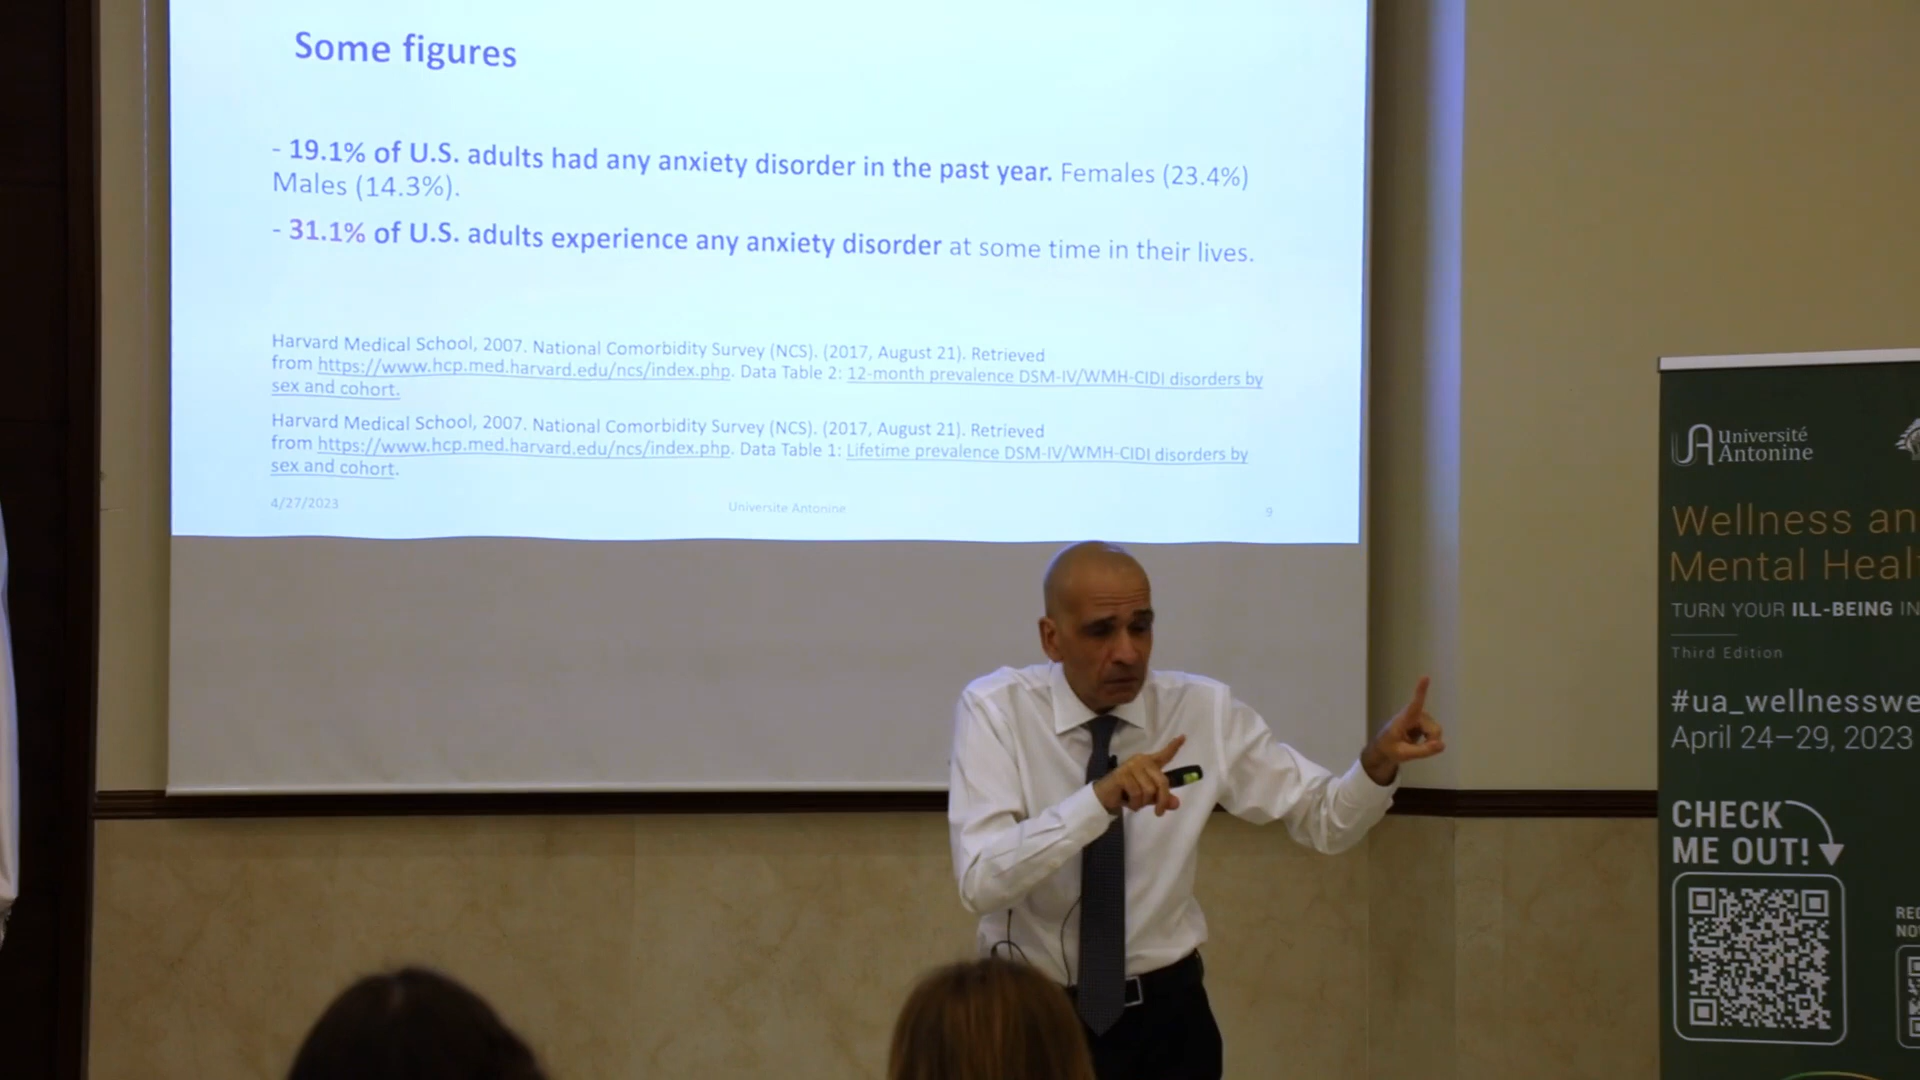 Some figures
- 19.1% of U.S. adults had any anxiety disorder in the past year. Females (23.4%)
Males (14.3%).
- 31.1% of U.S. adults experience any anxiety disorder at some time in their lives.
Harvard Medical School, 2007. National Comorbidity Survey (NCS). (2017, August 21). Retrieved
from https://www.hcp.med.harvard.edu/ncs/index.php. Data Table 2: 12-month prevalence DSM-IV/WMH-CIDI disorders by
sex and cohort.
Harvard Medical School, 2007. National Comorbidity Survey (NCS). (2017, August 21). Retrieved
from https://www.hcp.med.harvard.edu/ncs/index.php. Data Table 1: Lifetime prevalence DSM-IV/WMH-CIDI disorders by
sex and cohort.
4/27/2023 Universite Antonine 9
UA Université
Antonine
Wellness an
Mental Heal
TURN YOUR ILL-BEING IN
Third Edition
#ua_wellnesswe
April 24–29, 2023
CHECK
ME OUT!